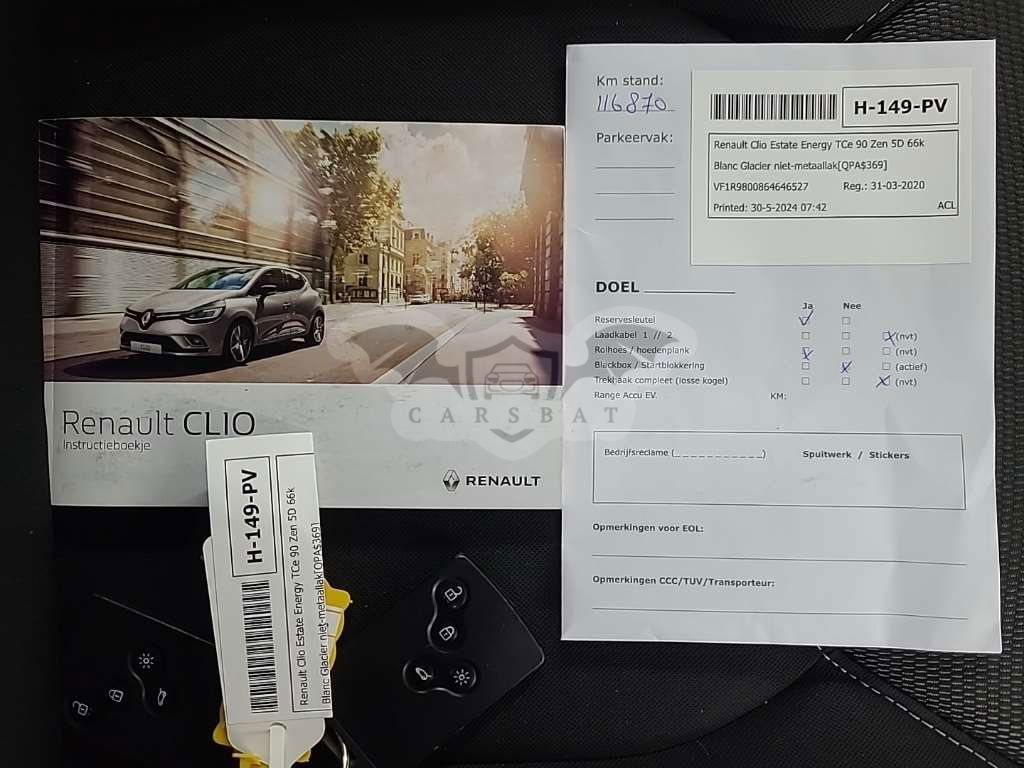 Renault CLIO
Instructieboekje
RENAULT
CLIO
H-149-PV
Renault Clio Estate Energy TCe 90 Zen 5D 66k
Blanc Glacier niet-metaallak[QPA$369]
Km stand:
116870
Parkeervak:
H-149-PV
Renault Clio Estate Energy TCe 90 Zen 5D 66k
Blanc Glacier niet-metaallak[QPA$369]
VF1R9800864646527 Reg.: 31-03-2020
Printed: 30-5-2024 07:42 ACL
DOEL
Ja Nee
Reservesleutel
Laadkabel 1 // 2 (nvt)
Rolhoes / hoedenplank (nvt)
Blackbox / Startblokkering (actief)
Trekhaak compleet (losse kogel) (nvt)
Range Accu EV. KM:
Bedrijfsreclame (___________) Spuitwerk / Stickers
Opmerkingen voor EOL:
Opmerkingen CCC/TUV/Transporteur:
CARSBAT